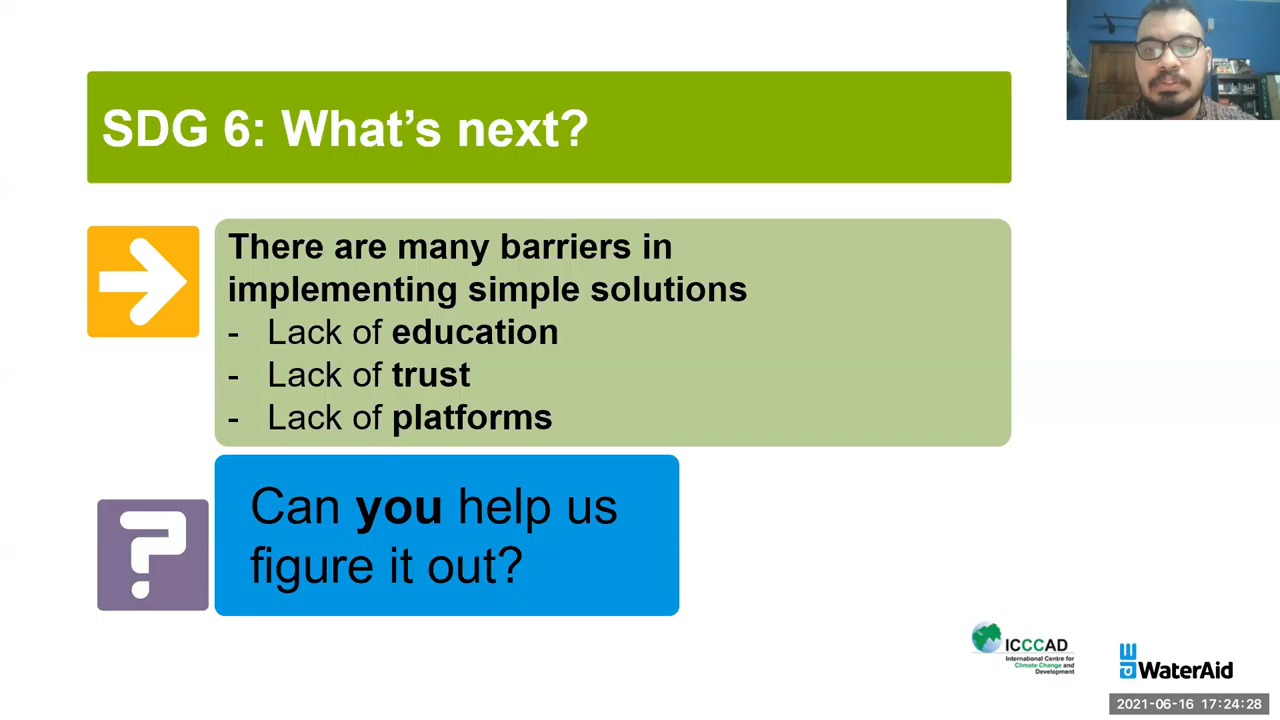 SDG 6: What’s next?
There are many barriers in
implementing simple solutions
- Lack of education
- Lack of trust
- Lack of platforms
Can you help us
figure it out?
ICCCAD
International Centre for
Climate Change and
Development
WaterAid
2021-06-16 17:24:28